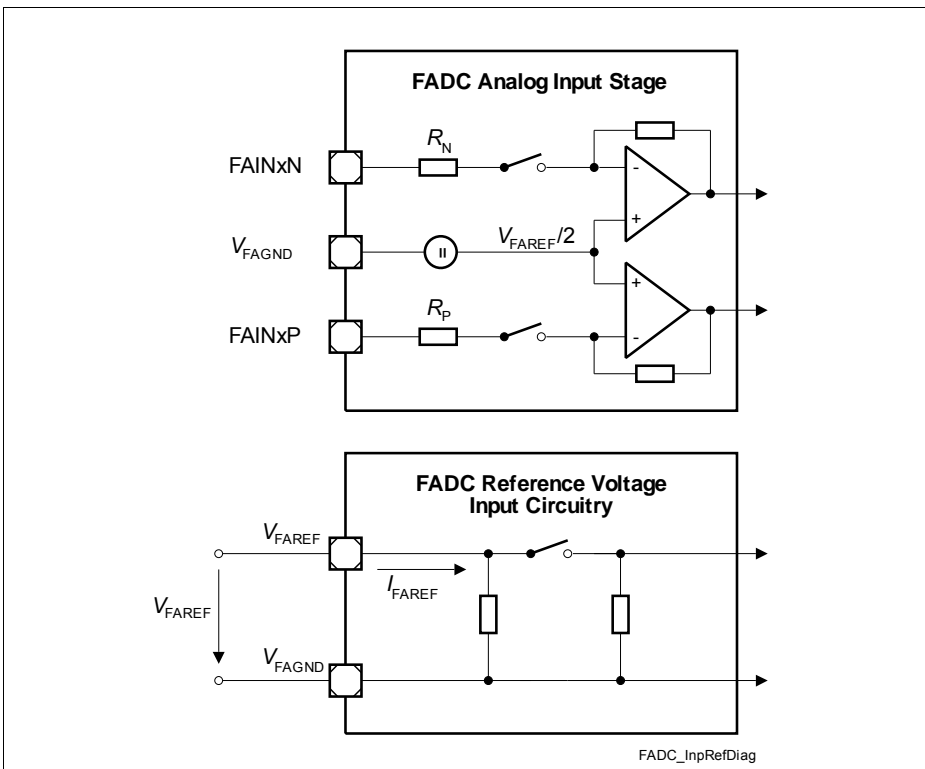 FADC Analog Input Stage
R_N
FAINxN
-
+
V_FAGND
=
V_FAREF/2
+
R_P
FAINxP
-
FADC Reference Voltage
Input Circuitry
V_FAREF
I_FAREF
V_FAREF
V_FAGND
FADC_InpRefDiag